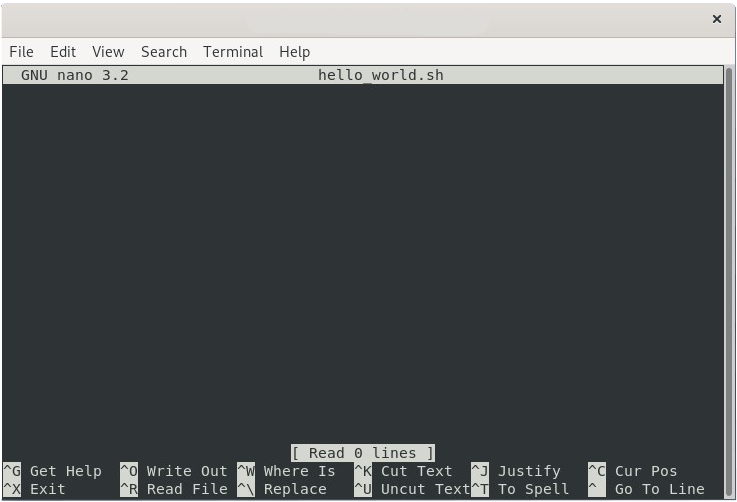 ×
File Edit View Search Terminal Help
GNU nano 3.2 hello_world.sh
[ Read 0 lines ]
^G Get Help ^O Write Out ^W Where Is ^K Cut Text ^J Justify ^C Cur Pos
^X Exit ^R Read File ^\ Replace ^U Uncut Text ^T To Spell ^ Go To Line